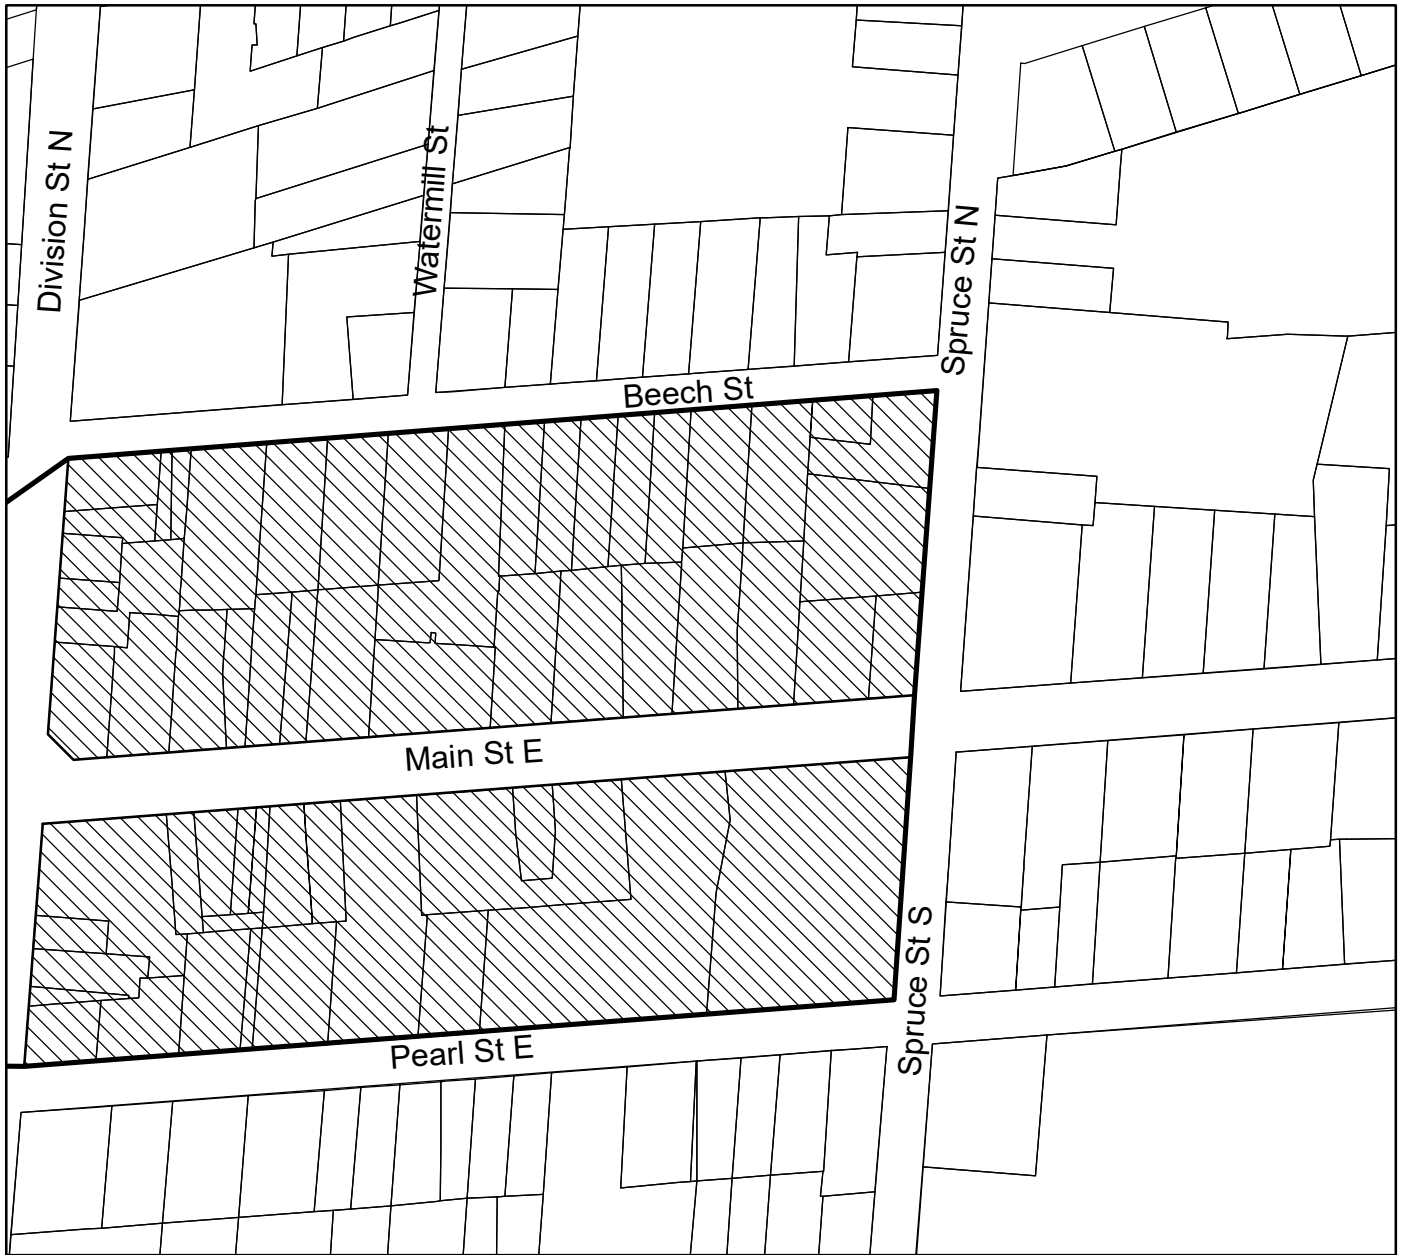 Division St N
Watermill St
Spruce St N
Beech St
Main St E
Spruce St S
Pearl St E